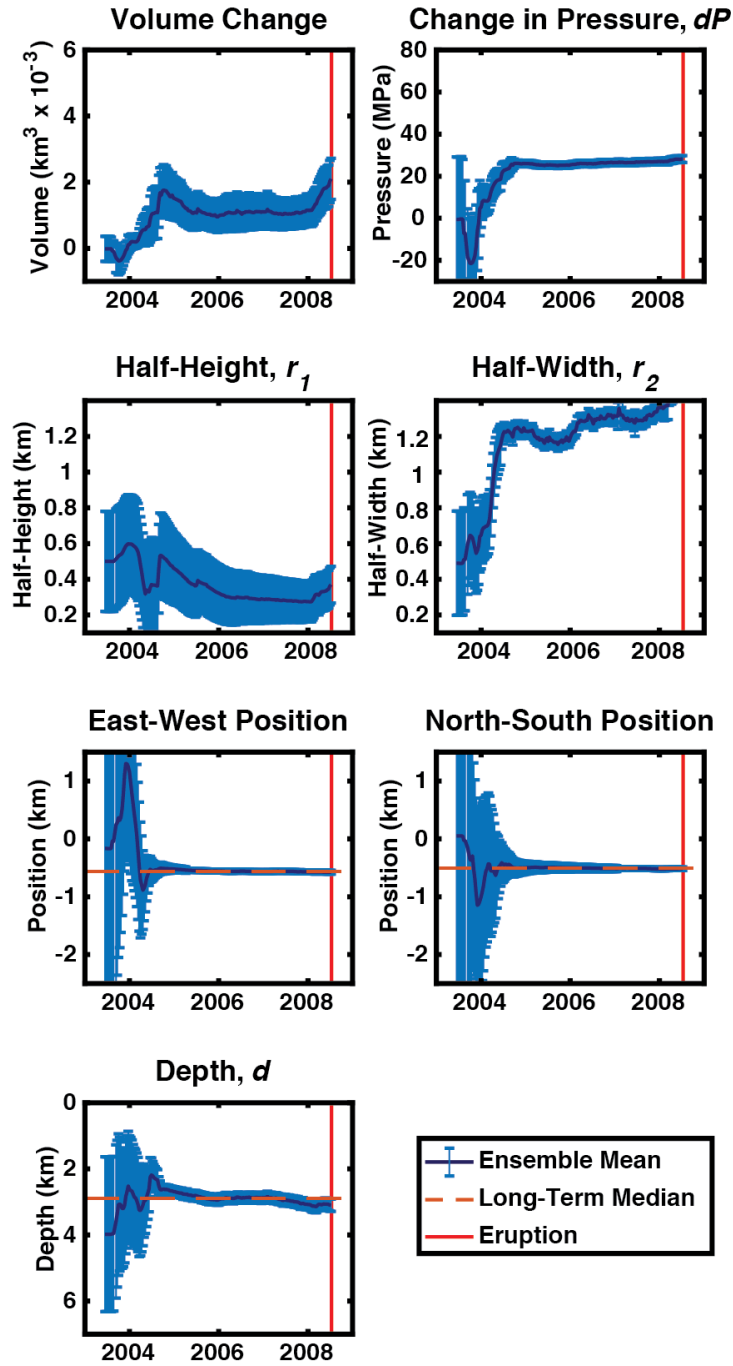 Volume Change
Volume (km³ x 10⁻³)
6
4
2
0
2004 2006 2008
Change in Pressure, dP
Pressure (MPa)
80
60
40
20
0
-20
2004 2006 2008
Half-Height, r₁
Half-Height (km)
1.2
1
0.8
0.6
0.4
0.2
2004 2006 2008
Half-Width, r₂
Half-Width (km)
1.2
1
0.8
0.6
0.4
0.2
2004 2006 2008
East-West Position
Position (km)
1
0
-1
-2
2004 2006 2008
North-South Position
Position (km)
1
0
-1
-2
2004 2006 2008
Depth, d
Depth (km)
0
2
4
6
2004 2006 2008
Ensemble Mean
Long-Term Median
Eruption